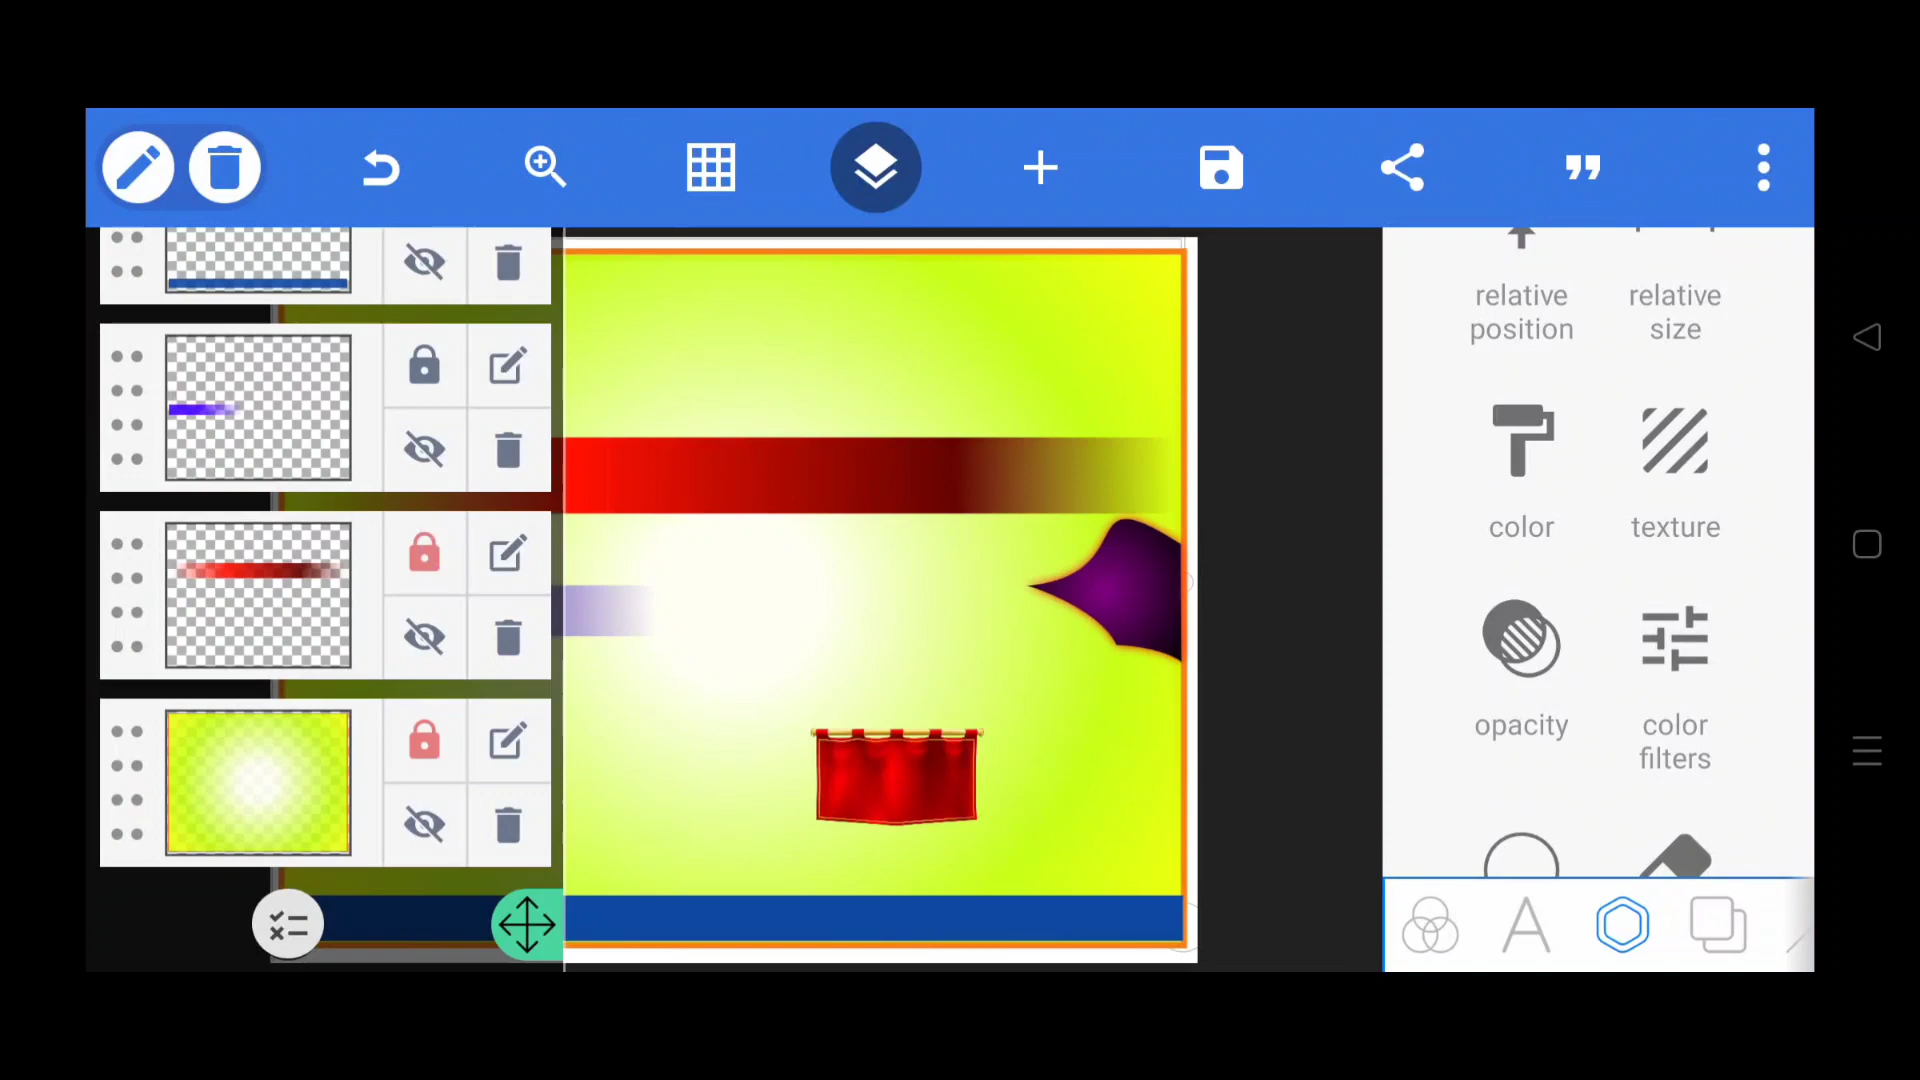 relative
position
relative
size
color
texture
opacity
color
filters